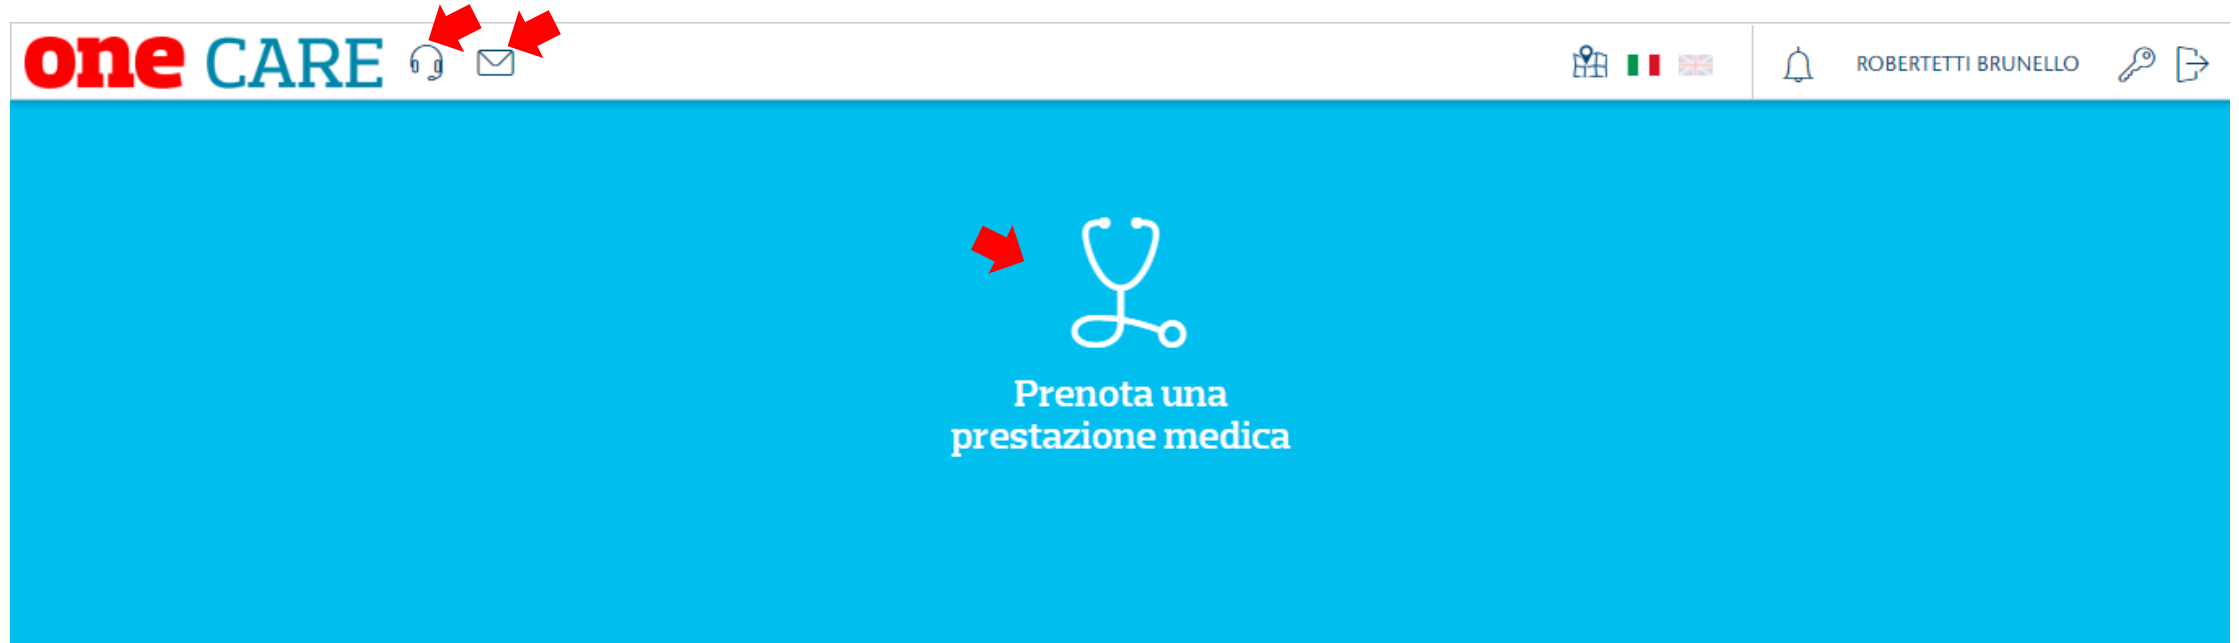 one CARE
ROBERTETTI BRUNELLO
Prenota una
prestazione medica